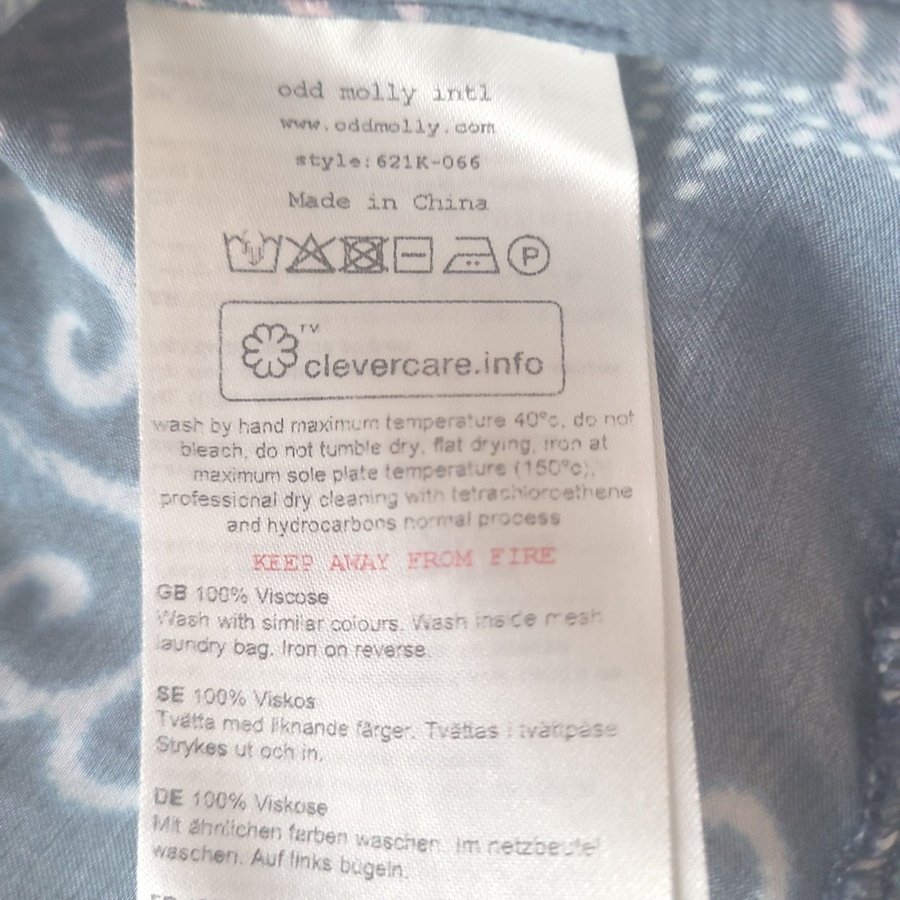 odd molly intl
www.oddmolly.com
style:621K-066
Made in China
P
TM
clevercare.info
wash by hand maximum temperature 40°c, do not
bleach, do not tumble dry, flat drying, iron at
maximum sole plate temperature (150°c),
professional dry cleaning with tetrachloroethene
and hydrocarbons normal process
KEEP AWAY FROM FIRE
GB 100% Viscose
Wash with similar colours. Wash inside mesh
laundry bag. Iron on reverse.
SE 100% Viskos
Tvätta med liknande färger. Tvättas i tvättpåse
Strykes ut och in.
DE 100% Viskose
Mit ähnlichen farben waschen. Im netzbeutel
waschen. Auf links bügeln.